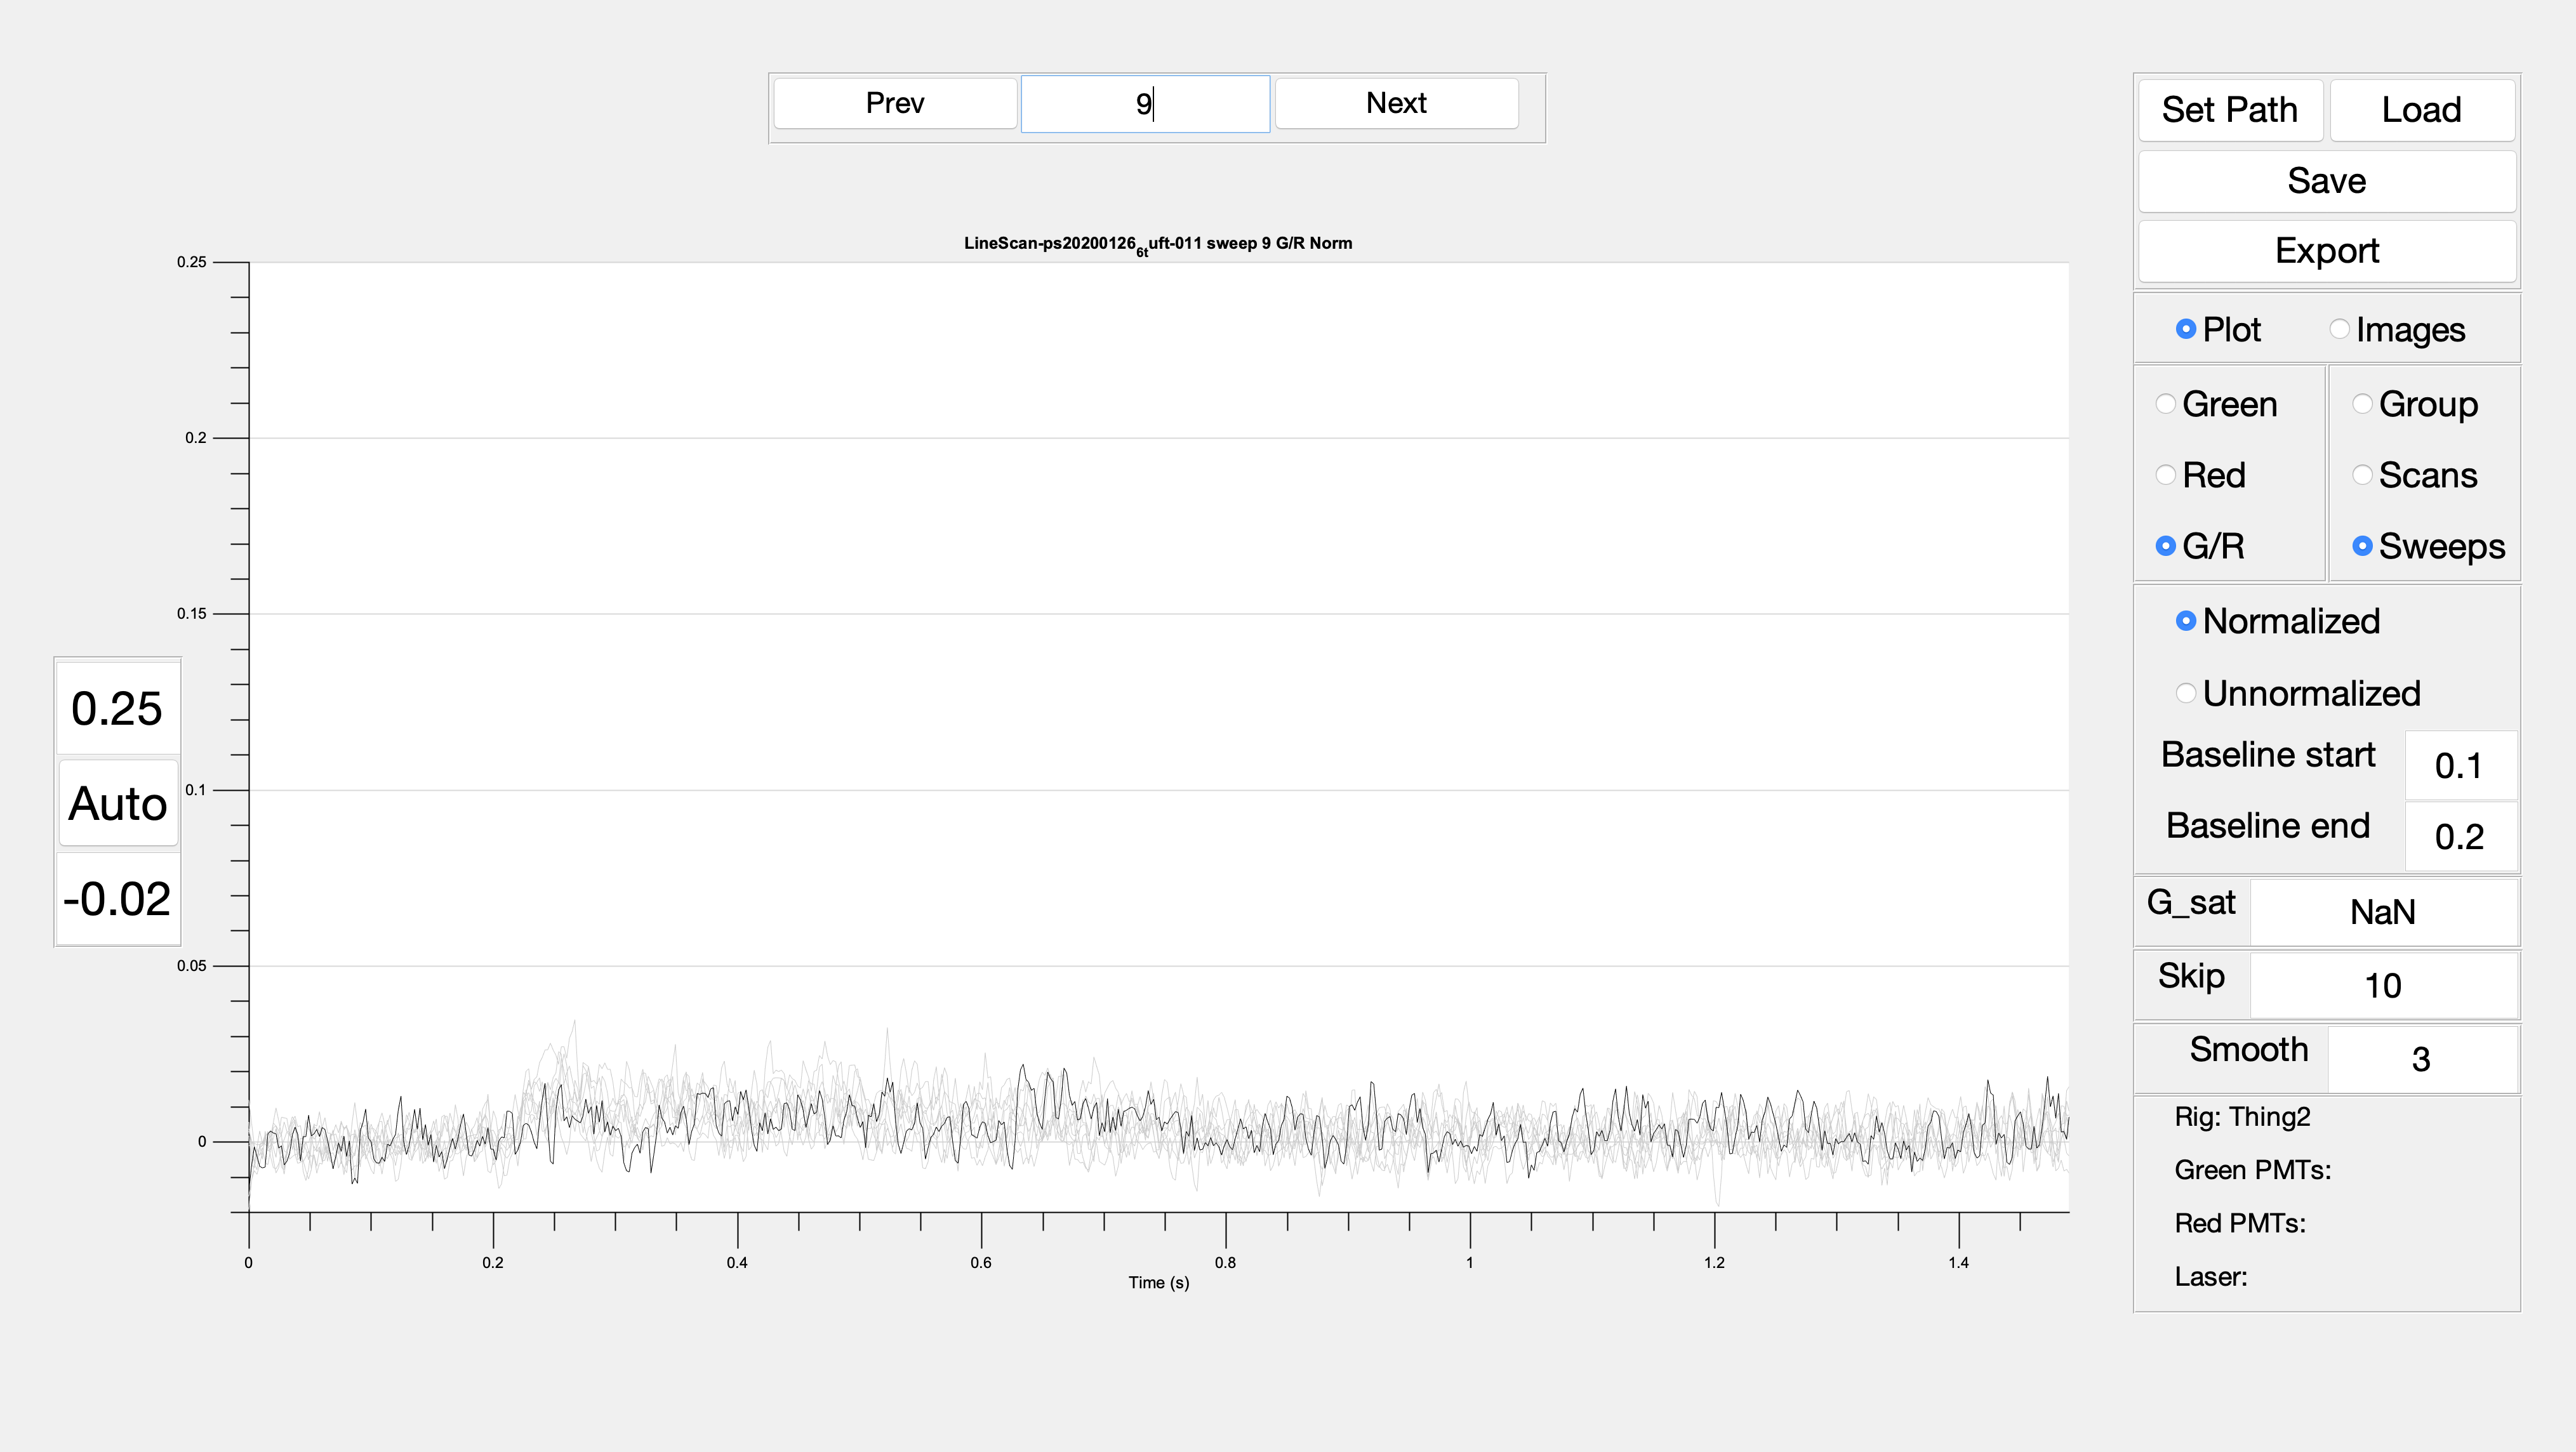 Prev 9 Next
Set Path Load
Save
Export
LineScan-ps20200126_6tuft-011 sweep 9 G/R Norm
Plot Images
Green Group
Red Scans
G/R Sweeps
Normalized
Unnormalized
Baseline start 0.1
Baseline end 0.2
G_sat NaN
Skip 10
Smooth 3
Rig: Thing2
Green PMTs:
Red PMTs:
Laser:
0.25
Auto
-0.02
0.25
0.2
0.15
0.1
0.05
0
0 0.2 0.4 0.6 0.8 1 1.2 1.4
Time (s)